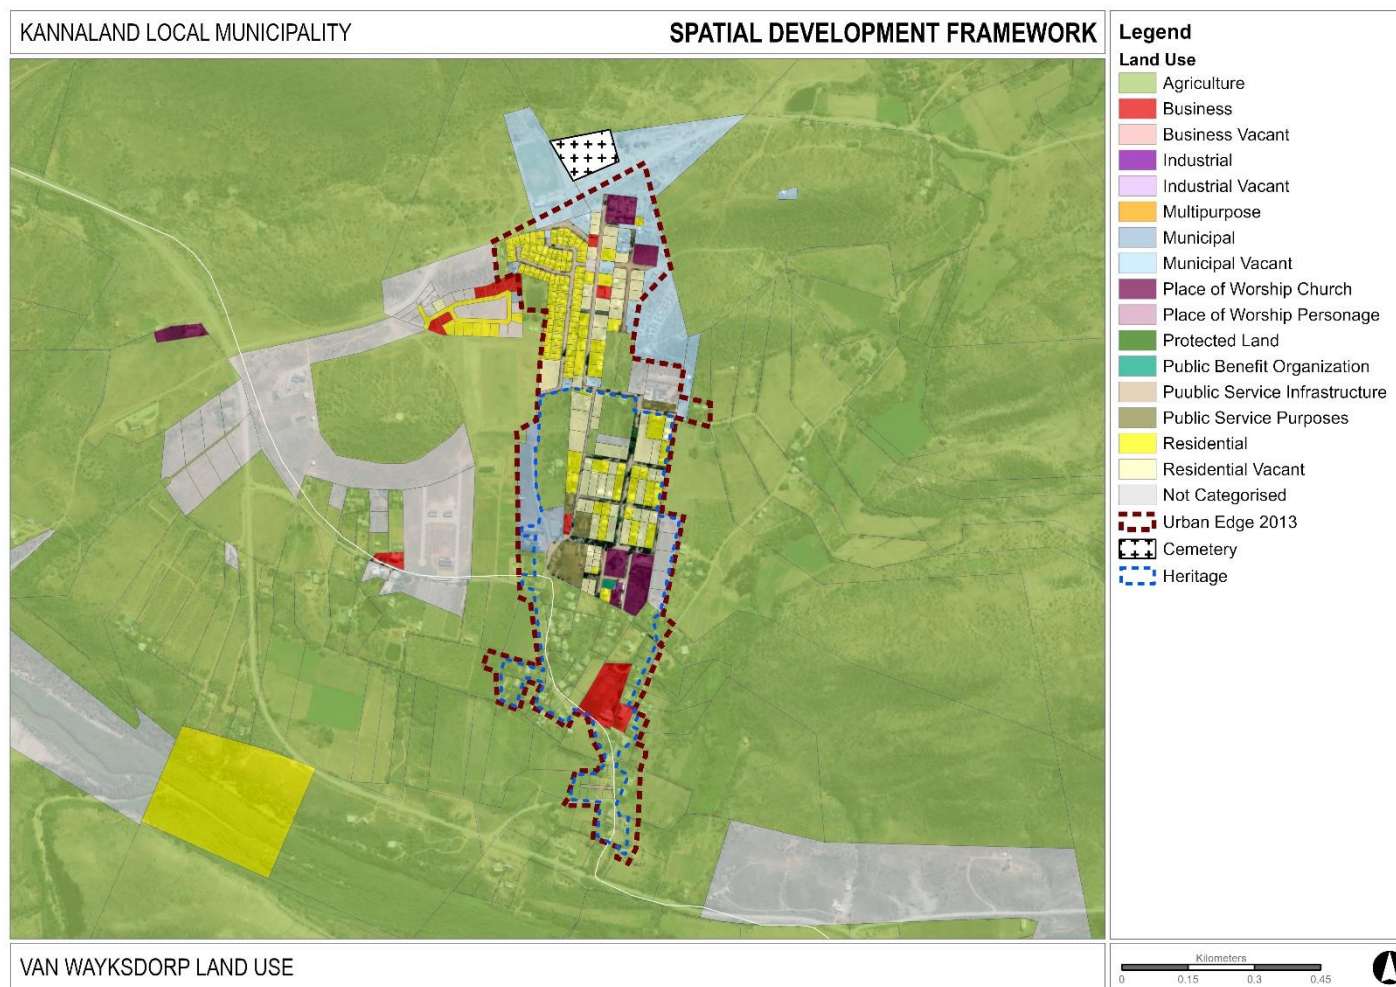 KANNALAND LOCAL MUNICIPALITY
SPATIAL DEVELOPMENT FRAMEWORK
Legend
Land Use
Agriculture
Business
Business Vacant
Industrial
Industrial Vacant
Multipurpose
Municipal
Municipal Vacant
Place of Worship Church
Place of Worship Personage
Protected Land
Public Benefit Organization
Puublic Service Infrastructure
Public Service Purposes
Residential
Residential Vacant
Not Categorised
Urban Edge 2013
Cemetery
Heritage
VAN WAYKSDORP LAND USE
Kilometers
0 0.15 0.3 0.45